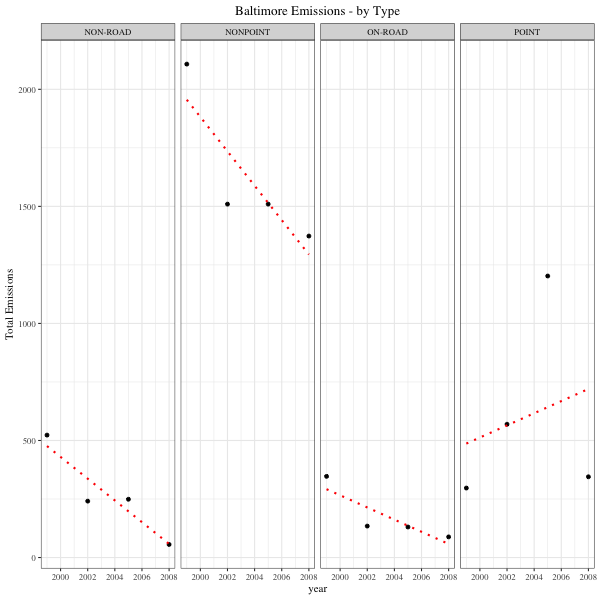 Baltimore Emissions - by Type
NON-ROAD NONPOINT ON-ROAD POINT
Total Emissions
2000
1500
1000
500
0
2000 2002 2004 2006 2008 2000 2002 2004 2006 2008 2000 2002 2004 2006 2008 2000 2002 2004 2006 2008
year